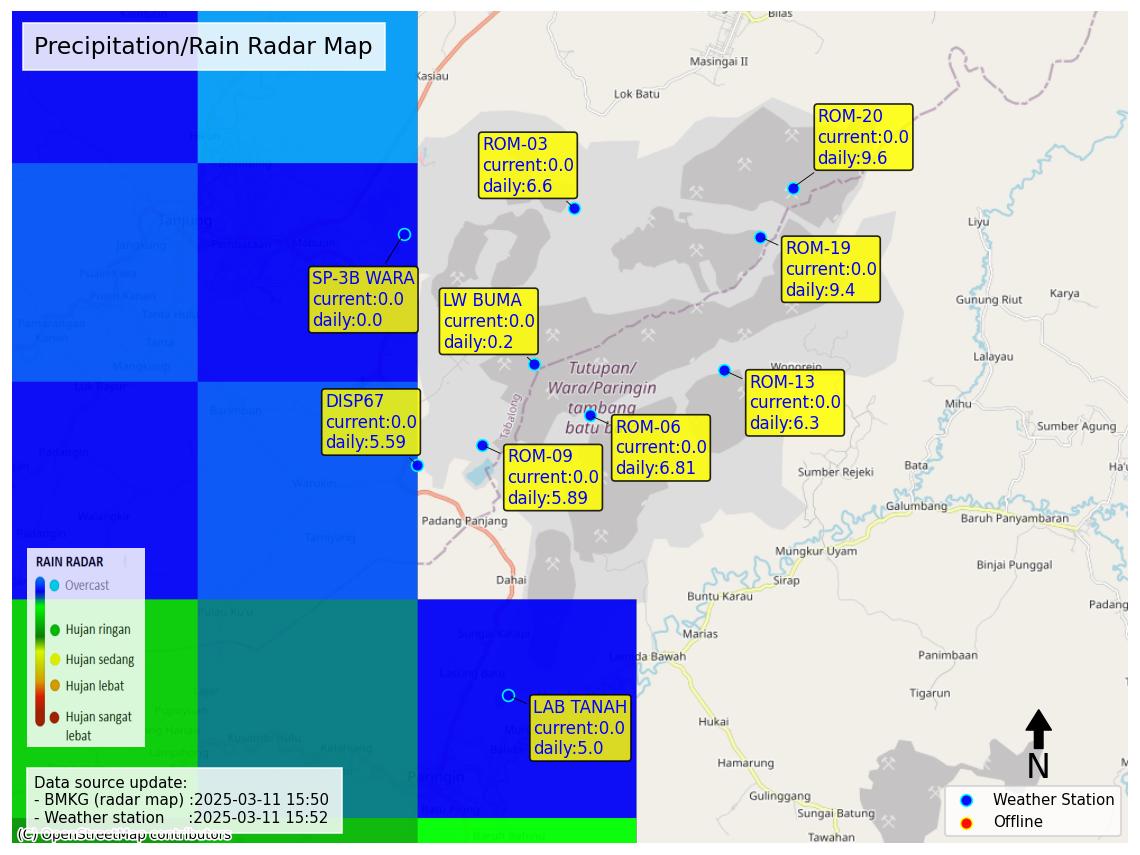 Precipitation/Rain Radar Map
Bilas
Masingai II
Kasiau
Lok Batu
ROM-20
current:0.0
daily:9.6
ROM-03
current:0.0
daily:6.6
Tanjung
Liyu
ROM-19
current:0.0
daily:9.4
SP-3B WARA
current:0.0
daily:0.0
LW BUMA
current:0.0
daily:0.2
Gunung Riut
Karya
Lalayau
Tutupan/
Wara/Paringin
tambang
batu b
Wonorejo
ROM-13
current:0.0
daily:6.3
DISP67
current:0.0
daily:5.59
Tabalong
Mihu
ROM-06
current:0.0
daily:6.81
Sumber Agung
ROM-09
current:0.0
daily:5.89
Bata
Sumber Rejeki
Galumbang
Padang Panjang
Baruh Panyambaran
Mungkur Uyam
Binjai Punggal
Dahai
Sirap
Buntu Karau
RAIN RADAR
Overcast
Hujan ringan
Hujan sedang
Hujan lebat
Hujan sangat
lebat
Padang
Marias
Panimbaan
Tigarun
LAB TANAH
current:0.0
daily:5.0
Hukai
Hamarung
Paringin
N
Gulinggang
Sungai Batung
Tawahan
Data source update:
- BMKG (radar map) :2025-03-11 15:50
- Weather station :2025-03-11 15:52
Weather Station
Offline
(C) OpenStreetMap contributors